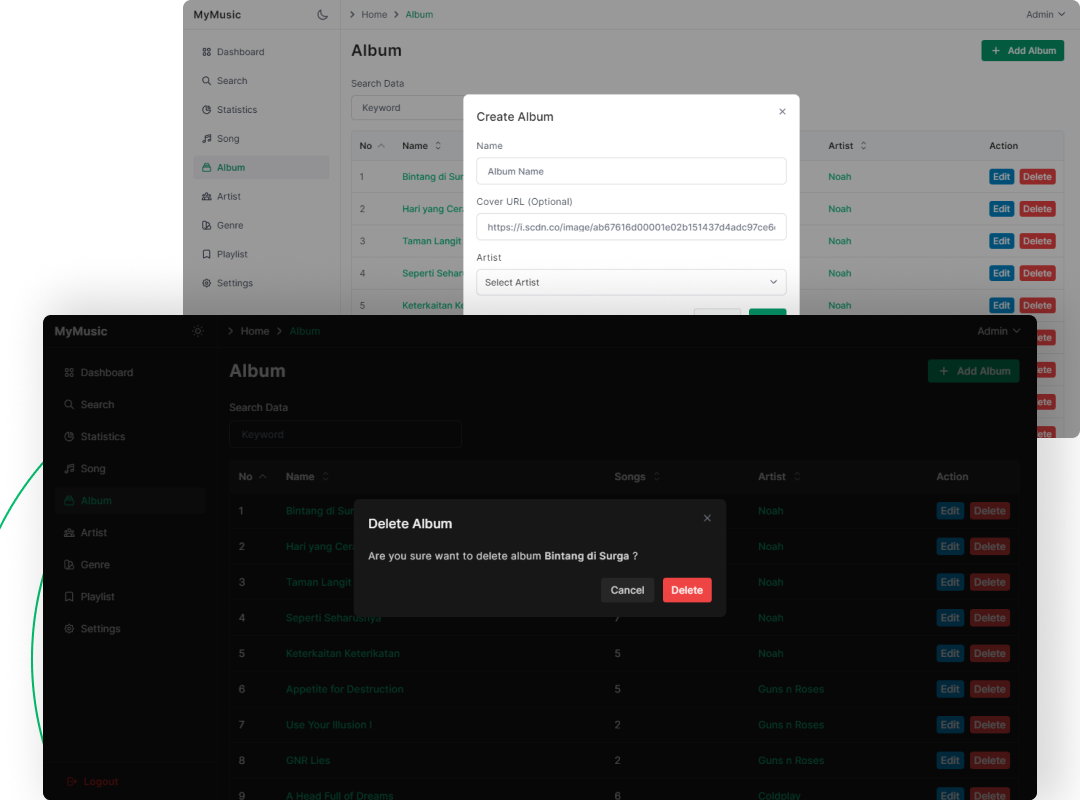 MyMusic
Home Album
Admin
Dashboard
Search
Statistics
Song
Album
Artist
Genre
Playlist
Settings
Album
+ Add Album
Search Data
Keyword
No Name Artist Action
1 Bintang di Sur Noah Edit Delete
2 Hari yang Cer Noah Edit Delete
3 Taman Langit Noah Edit Delete
4 Seperti Sehar Noah Edit Delete
5 Keterkaitan Ke Noah Edit Delete
ete
ete
ete
ete
Create Album
Name
Album Name
Cover URL (Optional)
https://i.scdn.co/image/ab67616d00001e02b151437d4adc97ce6
Artist
Select Artist
MyMusic
Home Album
Admin
Dashboard
Search
Statistics
Song
Album
Artist
Genre
Playlist
Settings
Logout
Album
+ Add Album
Search Data
Keyword
No Name Songs Artist Action
1 Bintang di Sur Noah Edit Delete
2 Hari yang Cer Noah Edit Delete
3 Taman Langit Noah Edit Delete
4 Seperti Seharusnya 7 Noah Edit Delete
5 Keterkaitan Keterikatan 5 Noah Edit Delete
6 Appetite for Destruction 5 Guns n Roses Edit Delete
7 Use Your Illusion I 2 Guns n Roses Edit Delete
8 GNR Lies 2 Guns n Roses Edit Delete
9 A Head Full of Dreams 6 Coldplay Edit Delete
Delete Album
Are you sure want to delete album Bintang di Surga ?
Cancel Delete